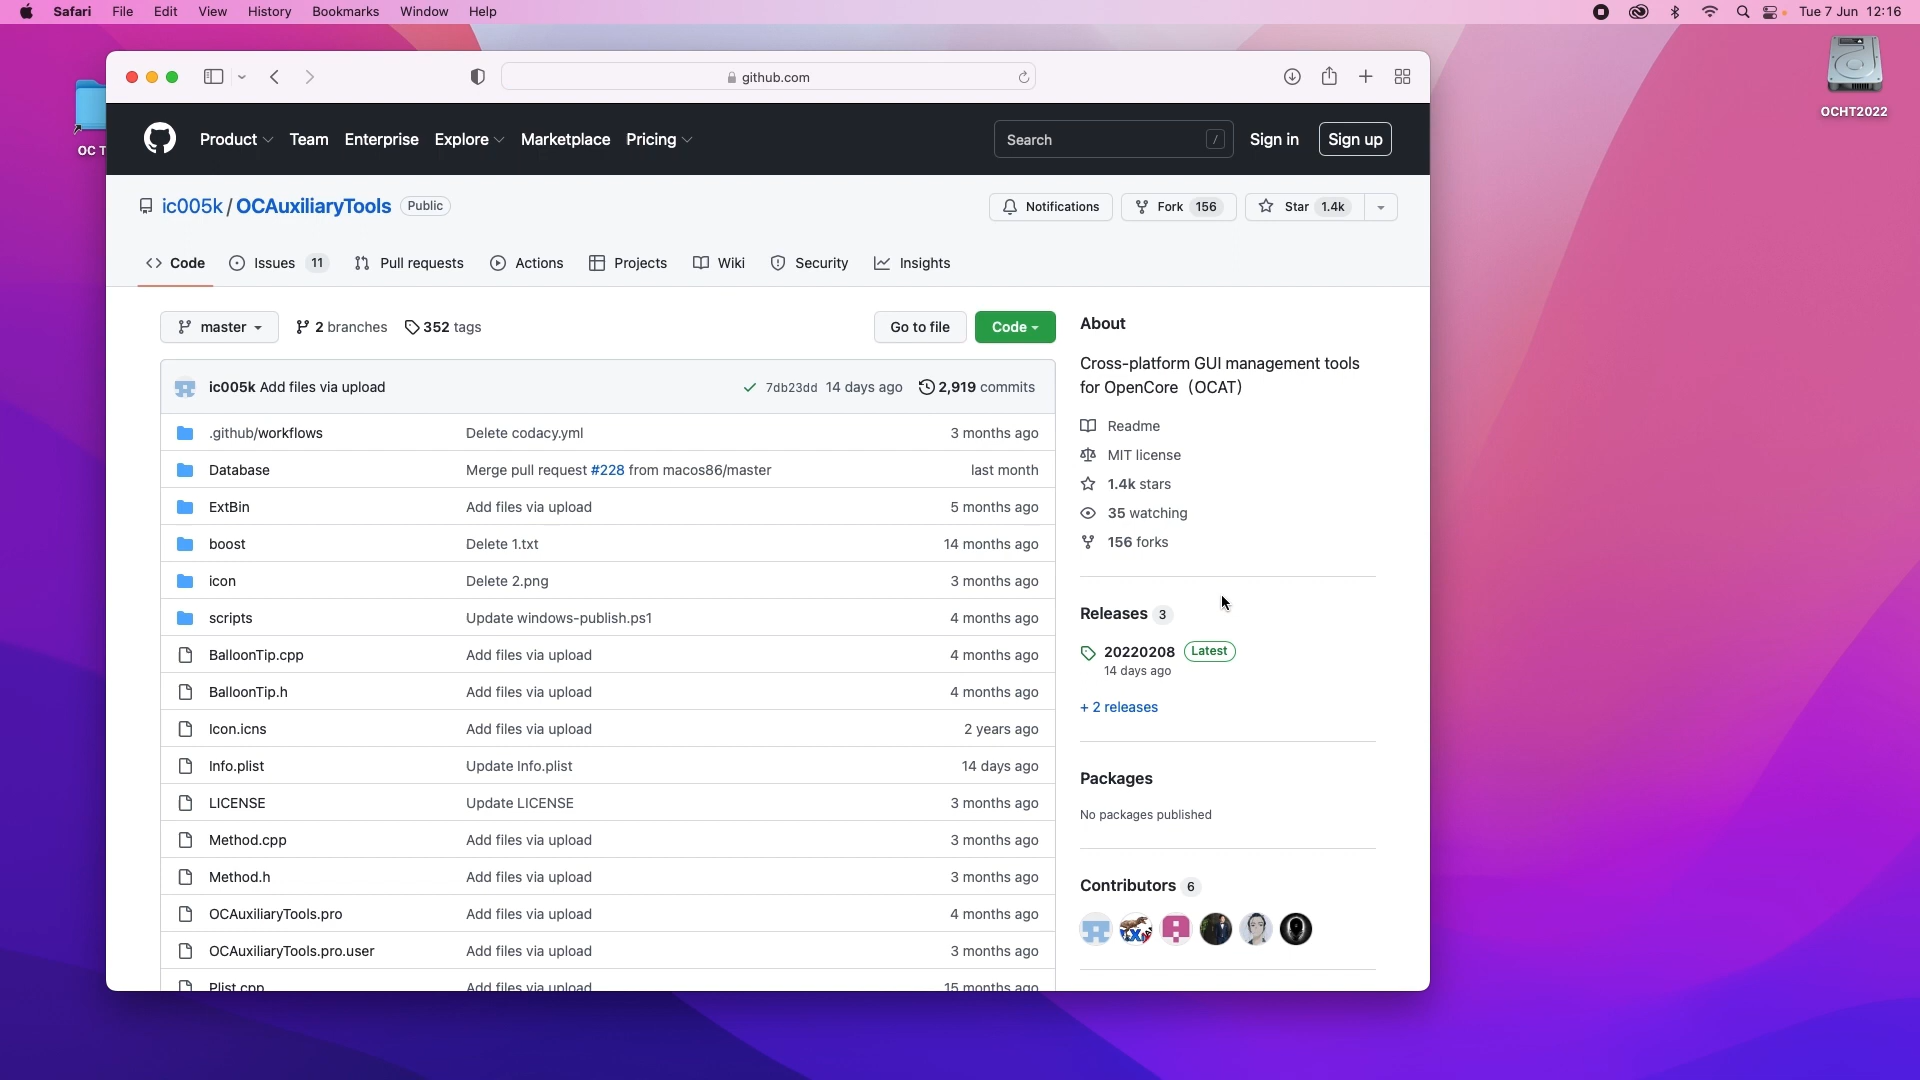 Safari File Edit View History Bookmarks Window Help Tue 7 Jun 12:16
OCHT2022
OC T
github.com
Product Team Enterprise Explore Marketplace Pricing Search / Sign in Sign up
ic005k / OCAuxiliaryTools Public Notifications Fork 156 Star 1.4k
Code Issues 11 Pull requests Actions Projects Wiki Security Insights
master 2 branches 352 tags Go to file Code
ic005k Add files via upload 7db23dd 14 days ago 2,919 commits
.github/workflows Delete codacy.yml 3 months ago
Database Merge pull request #228 from macos86/master last month
ExtBin Add files via upload 5 months ago
boost Delete 1.txt 14 months ago
icon Delete 2.png 3 months ago
scripts Update windows-publish.ps1 4 months ago
BalloonTip.cpp Add files via upload 4 months ago
BalloonTip.h Add files via upload 4 months ago
Icon.icns Add files via upload 2 years ago
Info.plist Update Info.plist 14 days ago
LICENSE Update LICENSE 3 months ago
Method.cpp Add files via upload 3 months ago
Method.h Add files via upload 3 months ago
OCAuxiliaryTools.pro Add files via upload 4 months ago
OCAuxiliaryTools.pro.user Add files via upload 3 months ago
Plist.cpp Add files via upload 15 months ago
About
Cross-platform GUI management tools
for OpenCore（OCAT）
Readme
MIT license
1.4k stars
35 watching
156 forks
Releases 3
20220208 Latest
14 days ago
+ 2 releases
Packages
No packages published
Contributors 6